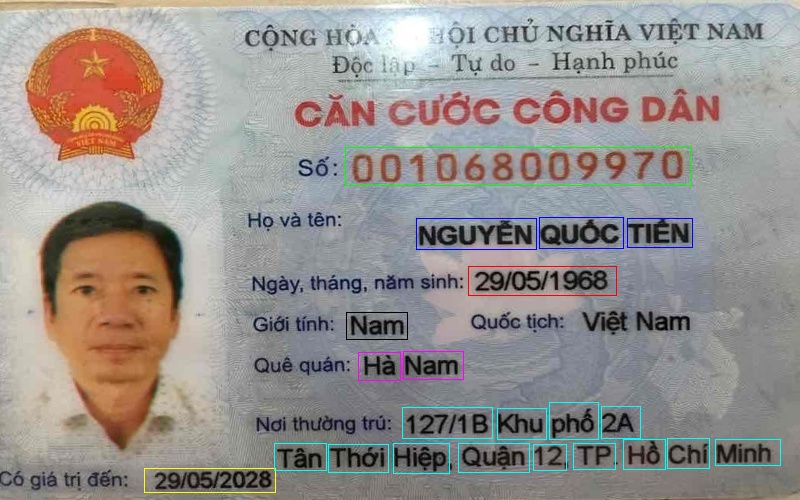 CỘNG HÒA HỘI CHỦ NGHĨA VIỆT NAM
Độc lập - Tự do - Hạnh phúc
CĂN CƯỚC CÔNG DÂN
VIỆT NAM
Số: 001068009970
Họ và tên:
NGUYỄN QUỐC TIẾN
Ngày, tháng, năm sinh: 29/05/1968
Giới tính: Nam Quốc tịch: Việt Nam
Quê quán: Hà Nam
Nơi thường trú: 127/1B Khu phố 2A
Tân Thới Hiệp, Quận 12, TP. Hồ Chí Minh
Có giá trị đến: 29/05/2028